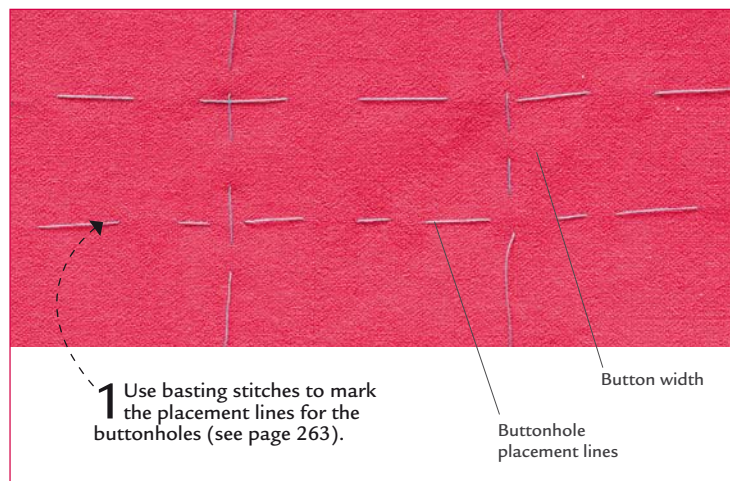 1 Use basting stitches to mark
the placement lines for the
buttonholes (see page 263).
Button width
Buttonhole
placement lines